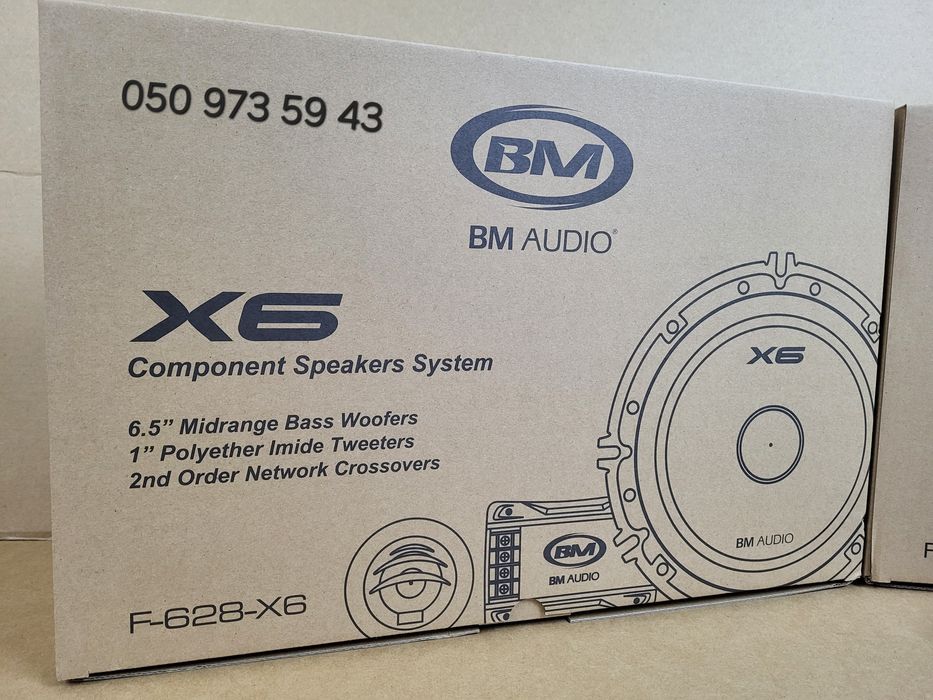 050 973 59 43
BM
BM AUDIO®
X6
Component Speakers System
6.5” Midrange Bass Woofers
1” Polyether Imide Tweeters
2nd Order Network Crossovers
X6
BM AUDIO
BM
BM AUDIO
F-628-X6
F